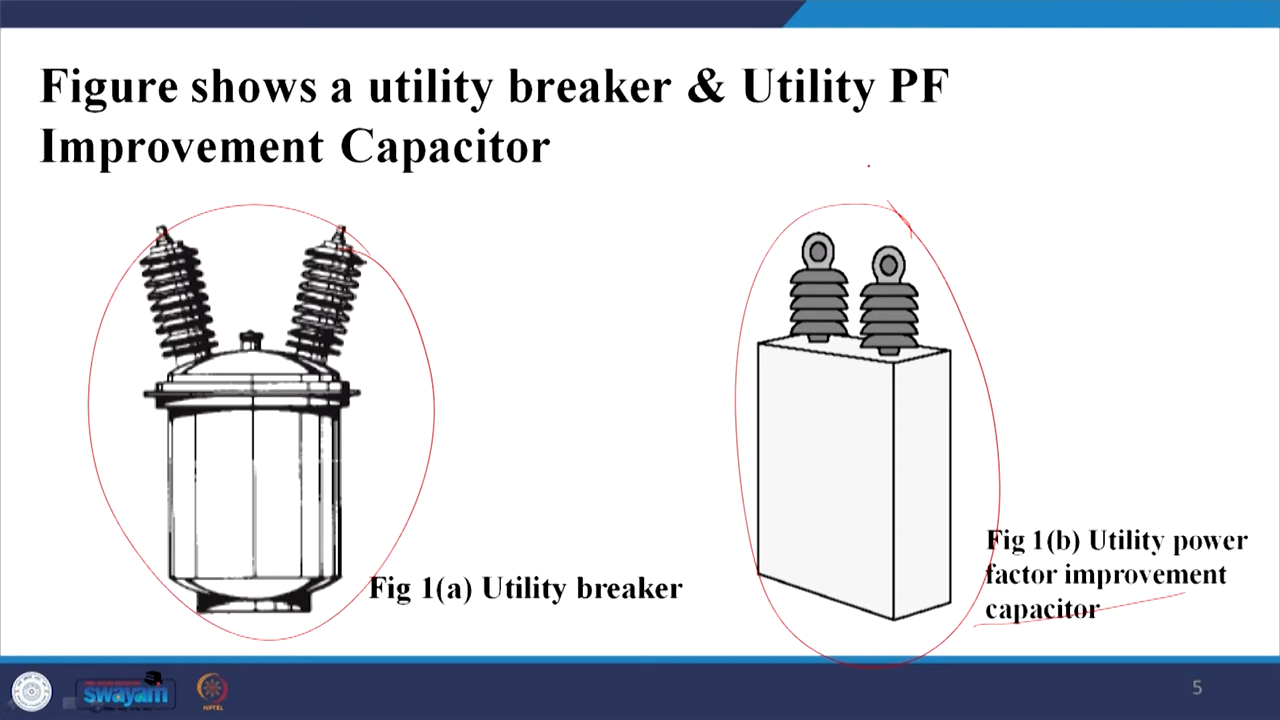 Figure shows a utility breaker & Utility PF
Improvement Capacitor
Fig 1(a) Utility breaker
Fig 1(b) Utility power
factor improvement
capacitor
swayam
NPTEL
5